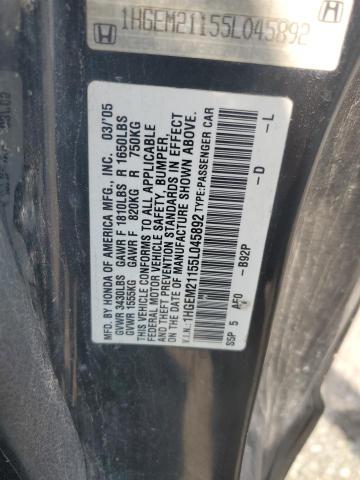 1HGEM21155L045892
MFD. BY HONDA OF AMERICA MFG., INC. 03/'05
GVWR 3430LBS GAWR F 1810LBS R 1650LBS
GVWR 1555KG GAWR F 820KG R 750KG
THIS VEHICLE CONFORMS TO ALL APPLICABLE
FEDERAL MOTOR VEHICLE SAFETY, BUMPER,
AND THEFT PREVENTION STANDARDS IN EFFECT
ON THE DATE OF MANUFACTURE SHOWN ABOVE.
V.I.N.: 1HGEM21155L045892 TYPE: PASSENGER CAR
S5P 5 AF0 -B92P -D -L